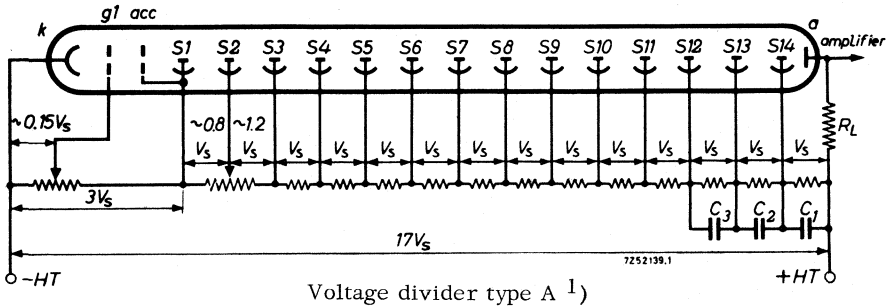 g1 acc
k S1 S2 S3 S4 S5 S6 S7 S8 S9 S10 S11 S12 S13 S14 a amplifier
~0.15Vs ~0.8 ~1.2 RL
Vs Vs Vs Vs Vs Vs Vs Vs Vs Vs Vs Vs Vs Vs
3Vs
C3 C2 C1
17Vs
7Z52139.1
-HT +HT
Voltage divider type A 1)